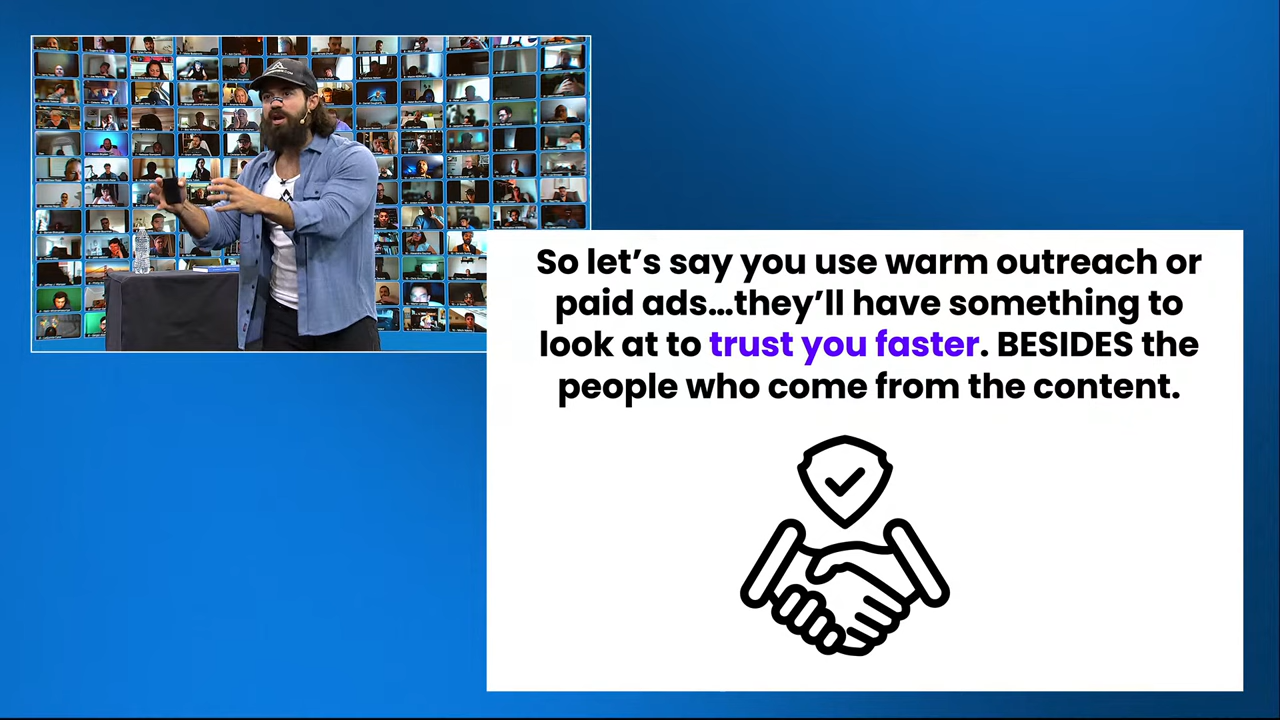 So let’s say you use warm outreach or
paid ads...they’ll have something to
look at to trust you faster. BESIDES the
people who come from the content.